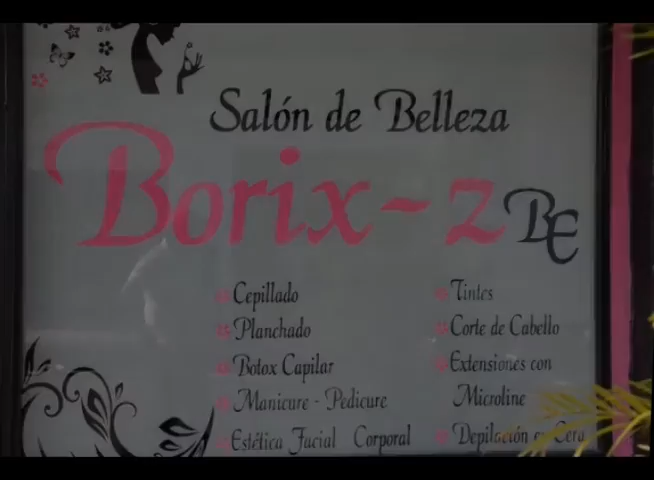 Salón de Belleza
Borix-z BE
Cepillado
Planchado
Botox Capilar
Manicure - Pedicure
Estética Facial Corporal
Tintes
Corte de Cabello
Extensiones con
Microline
Depilación en Cera